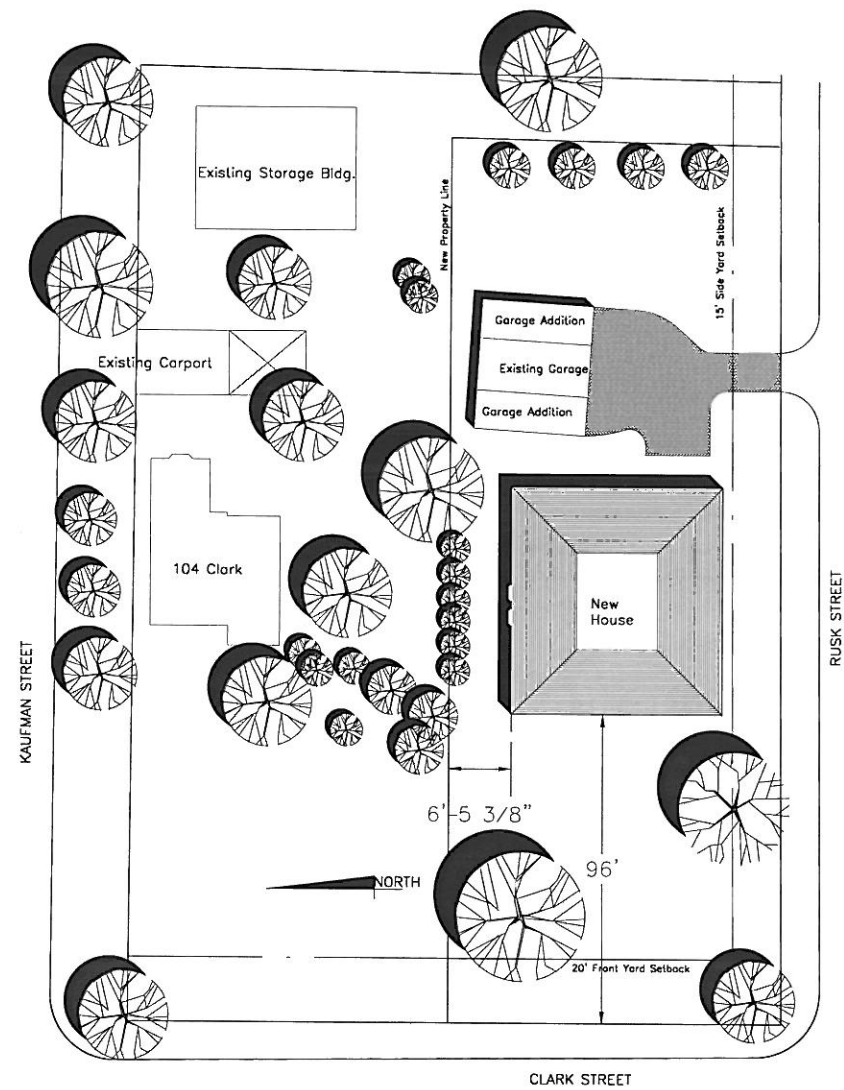 Existing Storage Bldg.
New Property Line
15' Side Yard Setback
Garage Addition
Existing Garage
Garage Addition
Existing Carport
104 Clark
New
House
KAUFMAN STREET
RUSK STREET
6'-5 3/8"
96'
NORTH
20' Front Yard Setback
CLARK STREET